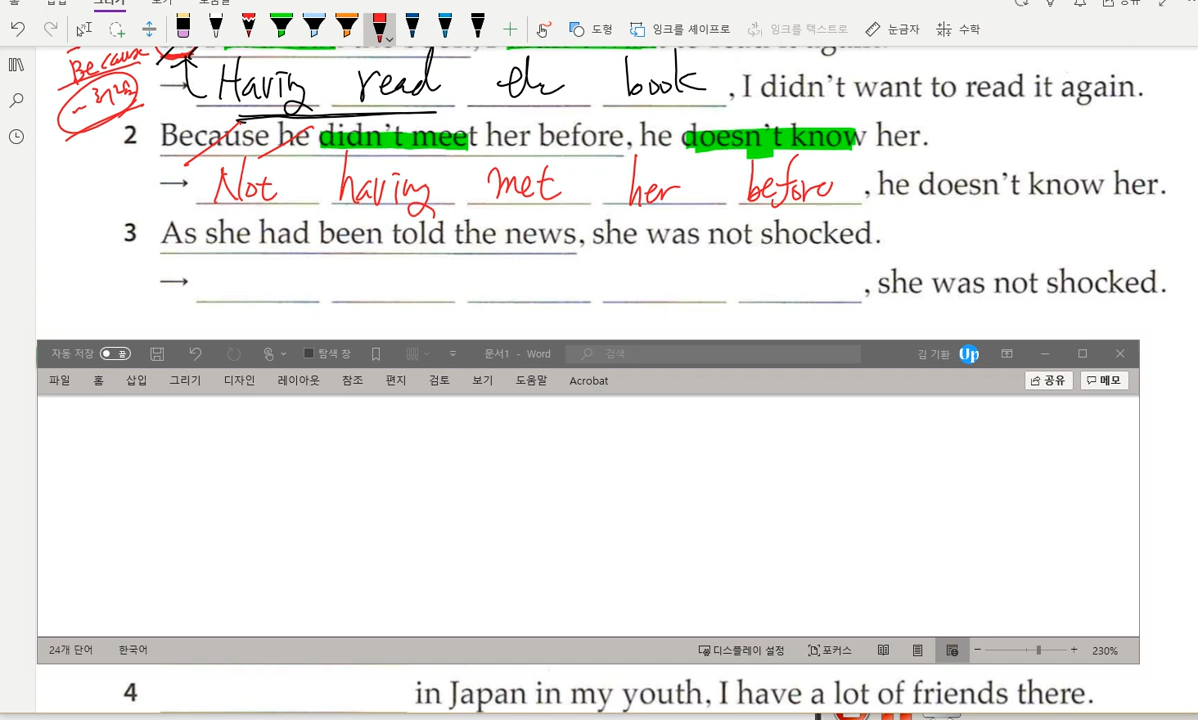 그리기
자동 저장 끔 탐색 창 문서1 - Word 검색 김 기환 Up
도형 잉크를 셰이프로 잉크를 텍스트로 눈금자 수학
Because
~ 하기 때문
→ Having read the book , I didn't want to read it again.
2 Because he didn't meet her before, he doesn't know her.
→ Not having met her before , he doesn't know her.
3 As she had been told the news, she was not shocked.
→ , she was not shocked.
파일 홈 삽입 그리기 디자인 레이아웃 참조 편지 검토 보기 도움말 Acrobat 공유 메모
24개 단어 한국어 디스플레이 설정 포커스 - + 230%
4 in Japan in my youth, I have a lot of friends there.